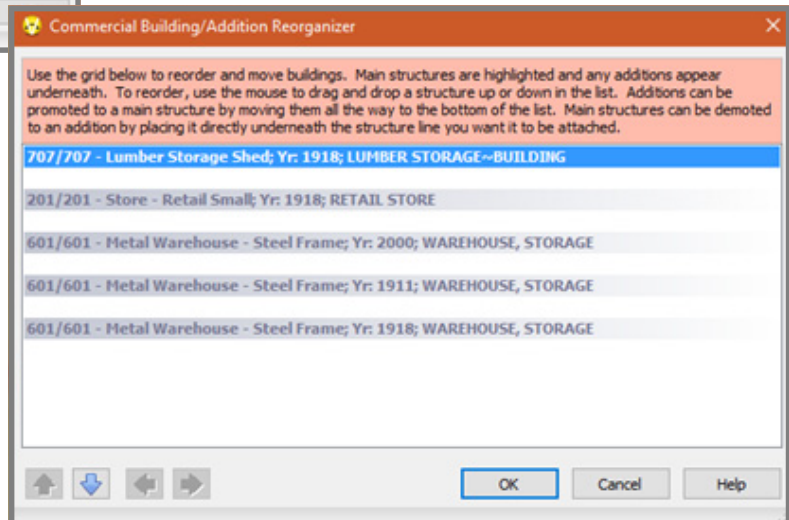 Commercial Building/Addition Reorganizer
Use the grid below to reorder and move buildings. Main structures are highlighted and any additions appear
underneath. To reorder, use the mouse to drag and drop a structure up or down in the list. Additions can be
promoted to a main structure by moving them all the way to the bottom of the list. Main structures can be demoted
to an addition by placing it directly underneath the structure line you want it to be attached.
707/707 - Lumber Storage Shed; Yr: 1918; LUMBER STORAGE~BUILDING
201/201 - Store - Retail Small; Yr: 1918; RETAIL STORE
601/601 - Metal Warehouse - Steel Frame; Yr: 2000; WAREHOUSE, STORAGE
601/601 - Metal Warehouse - Steel Frame; Yr: 1911; WAREHOUSE, STORAGE
601/601 - Metal Warehouse - Steel Frame; Yr: 1918; WAREHOUSE, STORAGE
OK Cancel Help